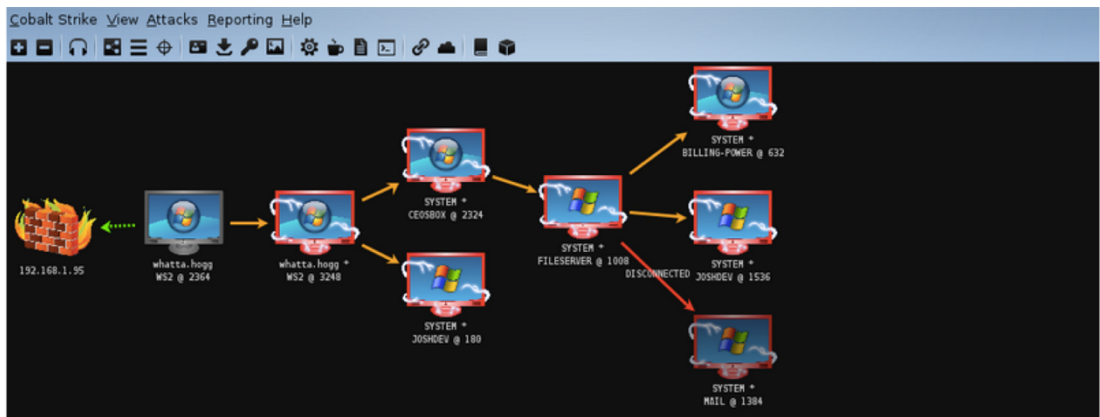 Cobalt Strike View Attacks Reporting Help
SYSTEM *
BILLING-POWER @ 632
SYSTEM *
CEOSBOX @ 2324
192.168.1.95
whatta.hogg
WS2 @ 2364
whatta.hogg *
WS2 @ 3248
SYSTEM *
FILESERVER @ 1008
DISCONNECTED
SYSTEM *
JOSHDEV @ 1536
SYSTEM *
JOSHDEV @ 180
SYSTEM *
MAIL @ 1384